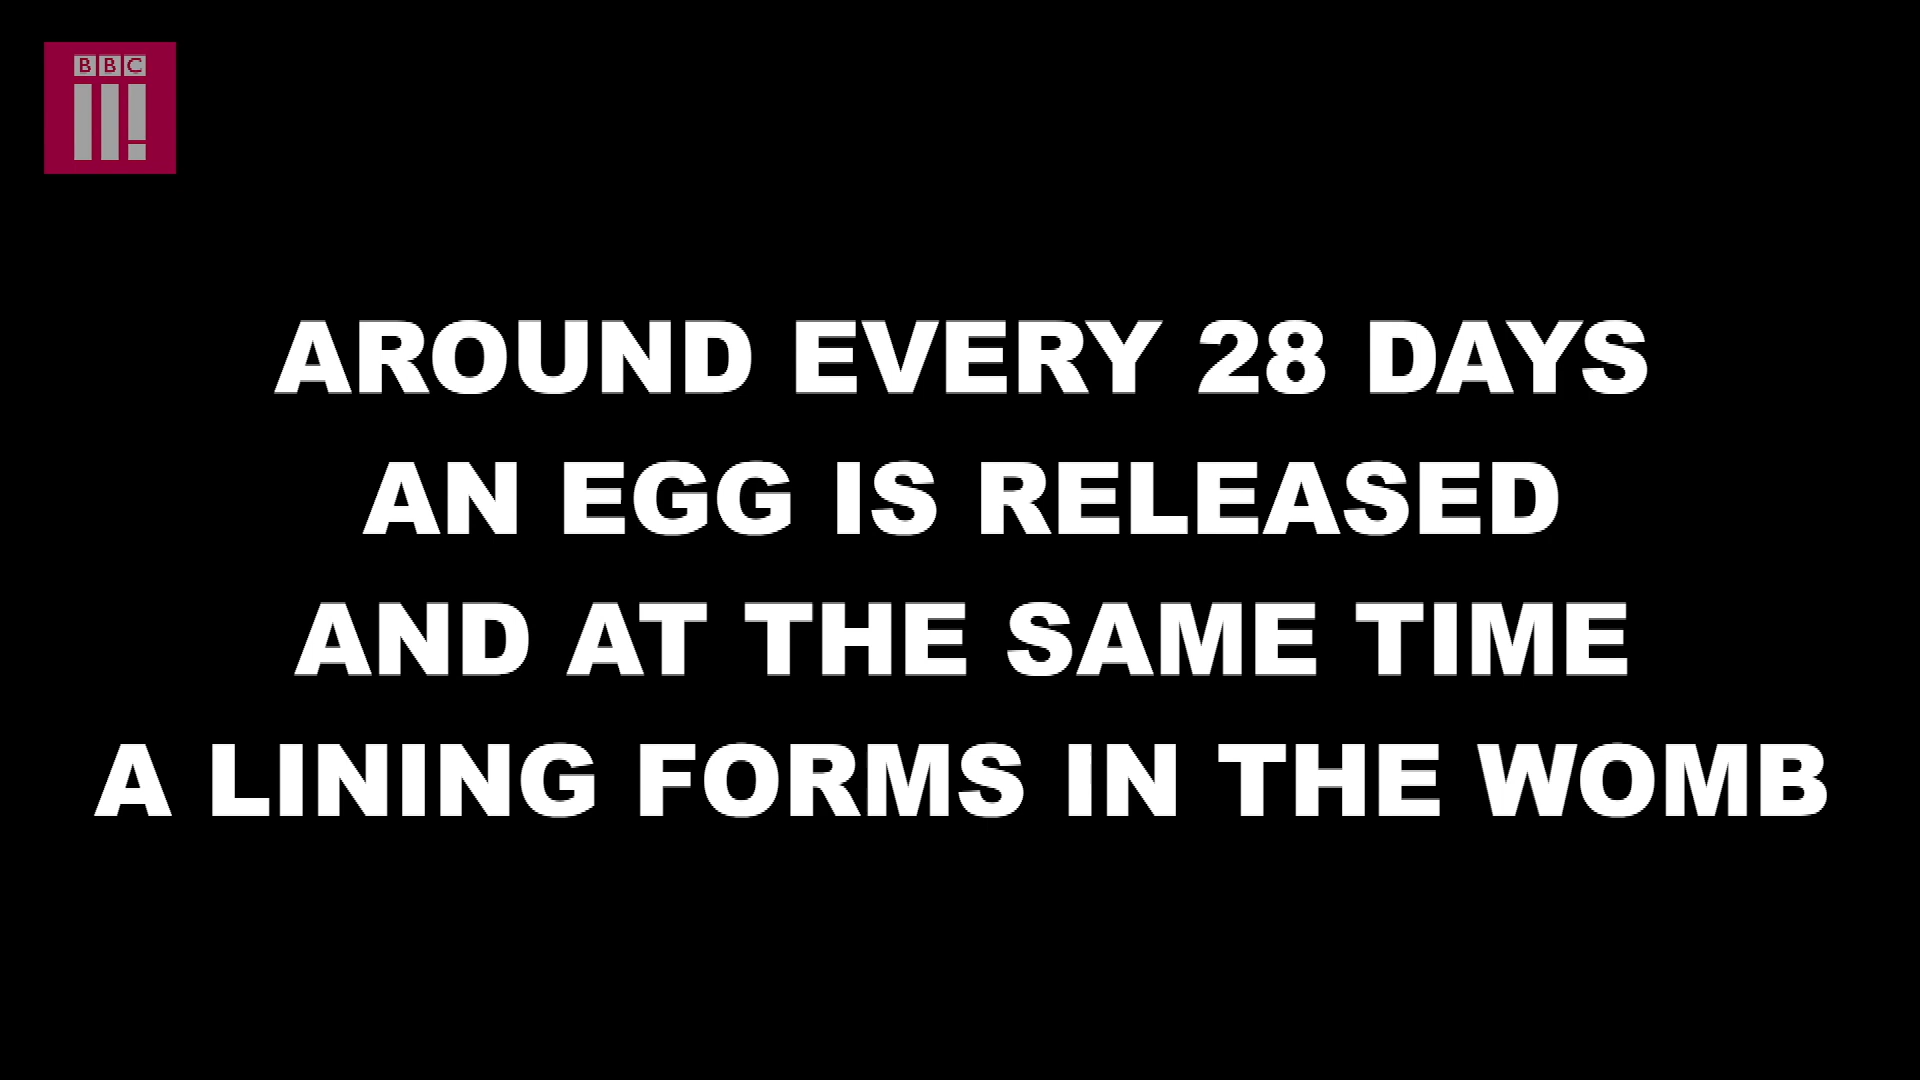 BBC
AROUND EVERY 28 DAYS
AN EGG IS RELEASED
AND AT THE SAME TIME
A LINING FORMS IN THE WOMB